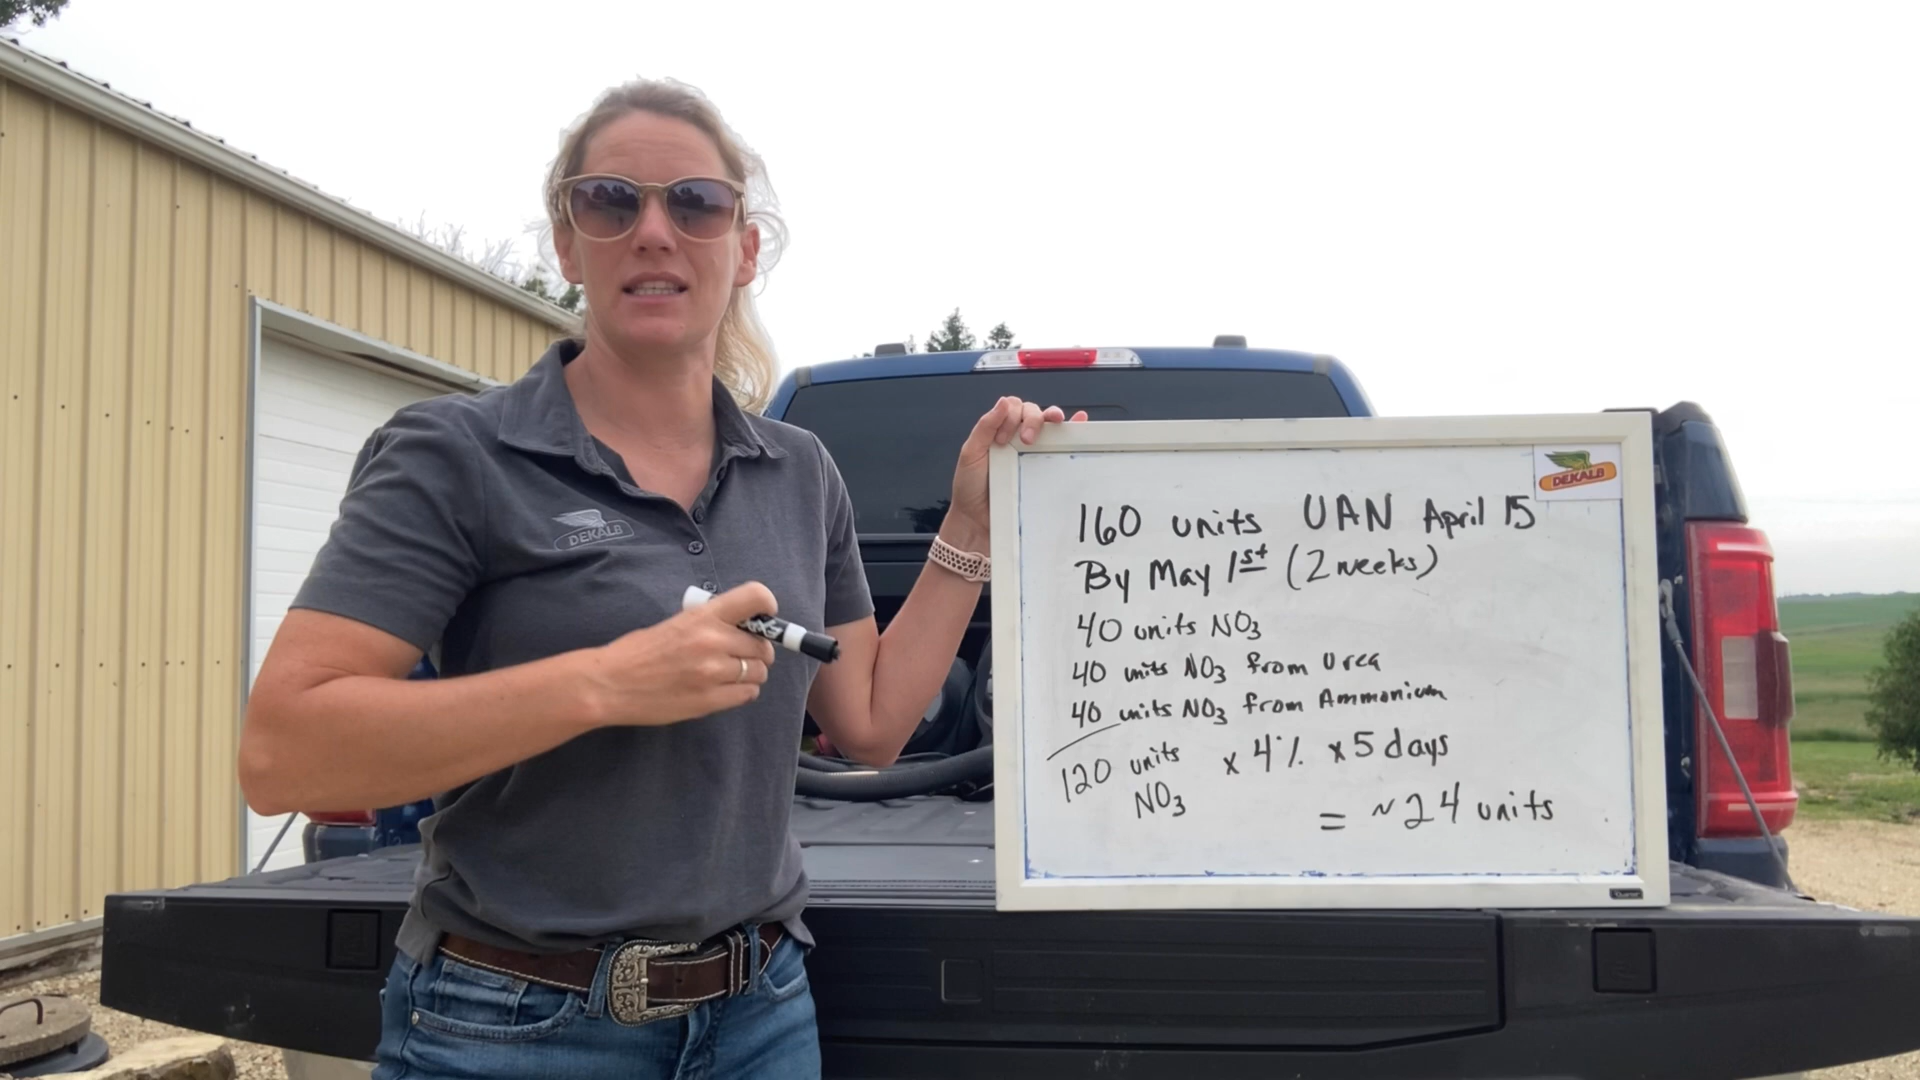 DEKALB
DEKALB
160 units UAN April 15
By May 1st (2 weeks)
40 units NO3
40 units NO3 from Urea
40 units NO3 from Ammonium
120 units NO3 x 4% x 5 days
= ~24 units